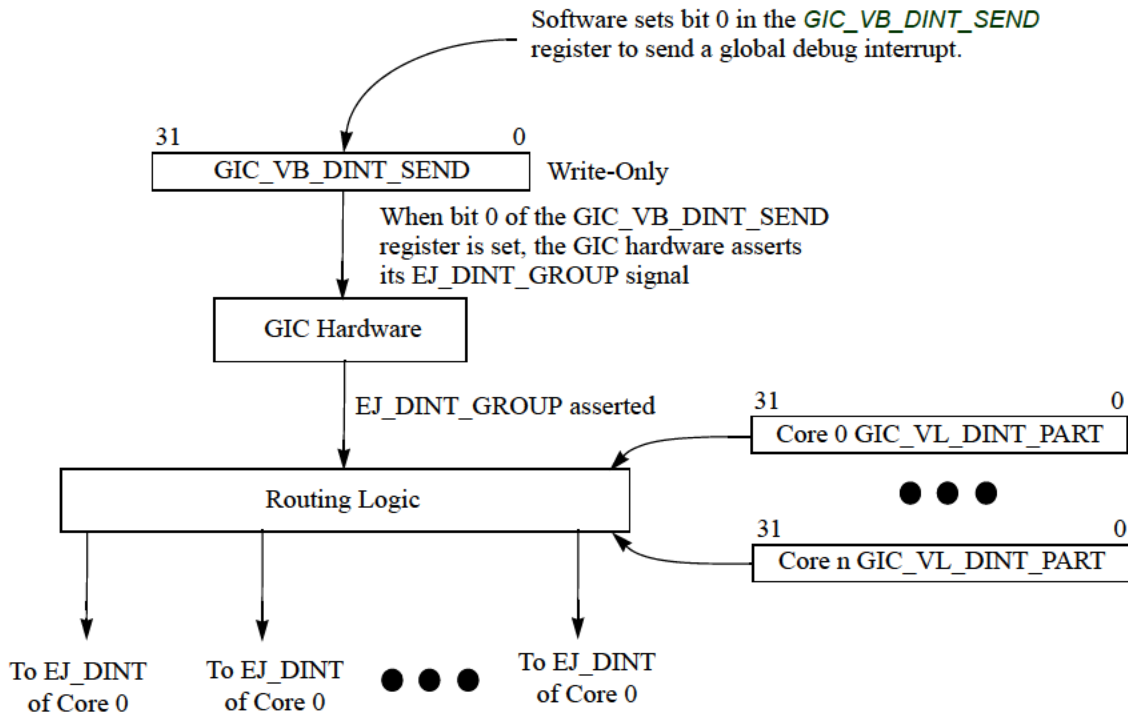 Software sets bit 0 in the GIC_VB_DINT_SEND
register to send a global debug interrupt.
31 0
GIC_VB_DINT_SEND Write-Only
When bit 0 of the GIC_VB_DINT_SEND
register is set, the GIC hardware asserts
its EJ_DINT_GROUP signal
GIC Hardware
EJ_DINT_GROUP asserted
31 0
Core 0 GIC_VL_DINT_PART
Routing Logic
31 0
Core n GIC_VL_DINT_PART
To EJ_DINT
of Core 0
To EJ_DINT
of Core 0
To EJ_DINT
of Core 0